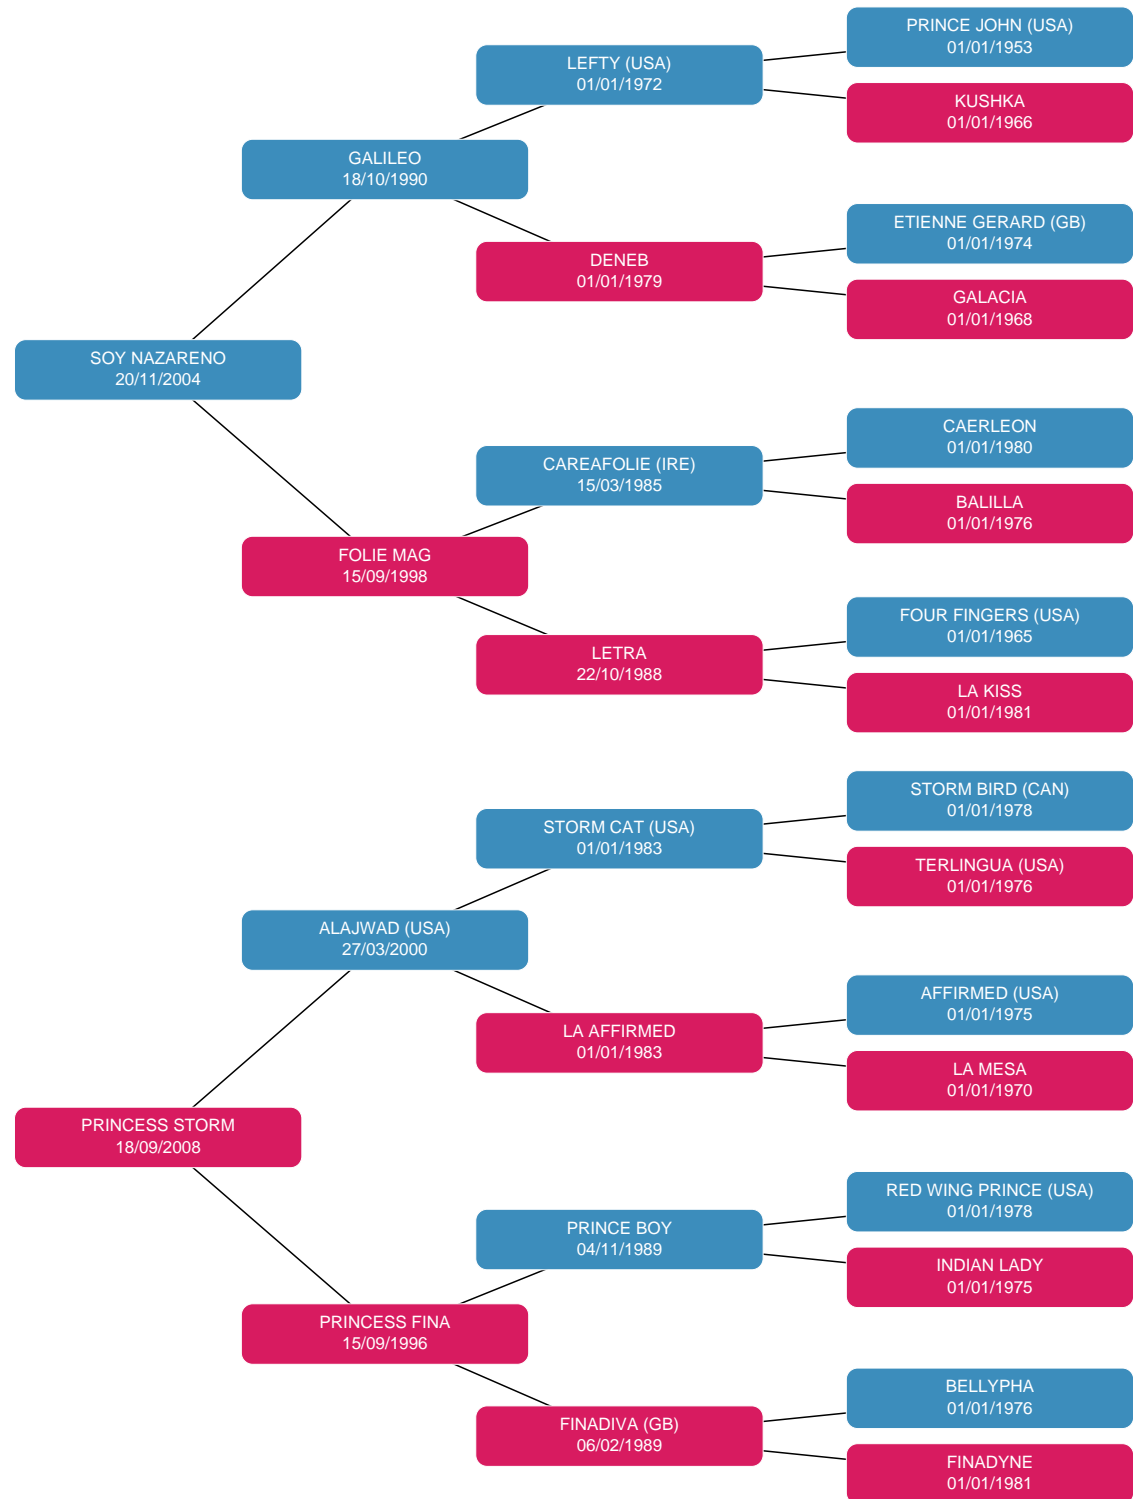 PRINCE JOHN (USA)
01/01/1953
LEFTY (USA)
01/01/1972
KUSHKA
01/01/1966
GALILEO
18/10/1990
ETIENNE GERARD (GB)
01/01/1974
DENEB
01/01/1979
GALACIA
01/01/1968
SOY NAZARENO
20/11/2004
CAERLEON
01/01/1980
CAREAFOLIE (IRE)
15/03/1985
BALILLA
01/01/1976
FOLIE MAG
15/09/1998
FOUR FINGERS (USA)
01/01/1965
LETRA
22/10/1988
LA KISS
01/01/1981
STORM BIRD (CAN)
01/01/1978
STORM CAT (USA)
01/01/1983
TERLINGUA (USA)
01/01/1976
ALAJWAD (USA)
27/03/2000
AFFIRMED (USA)
01/01/1975
LA AFFIRMED
01/01/1983
LA MESA
01/01/1970
PRINCESS STORM
18/09/2008
RED WING PRINCE (USA)
01/01/1978
PRINCE BOY
04/11/1989
INDIAN LADY
01/01/1975
PRINCESS FINA
15/09/1996
BELLYPHA
01/01/1976
FINADIVA (GB)
06/02/1989
FINADYNE
01/01/1981